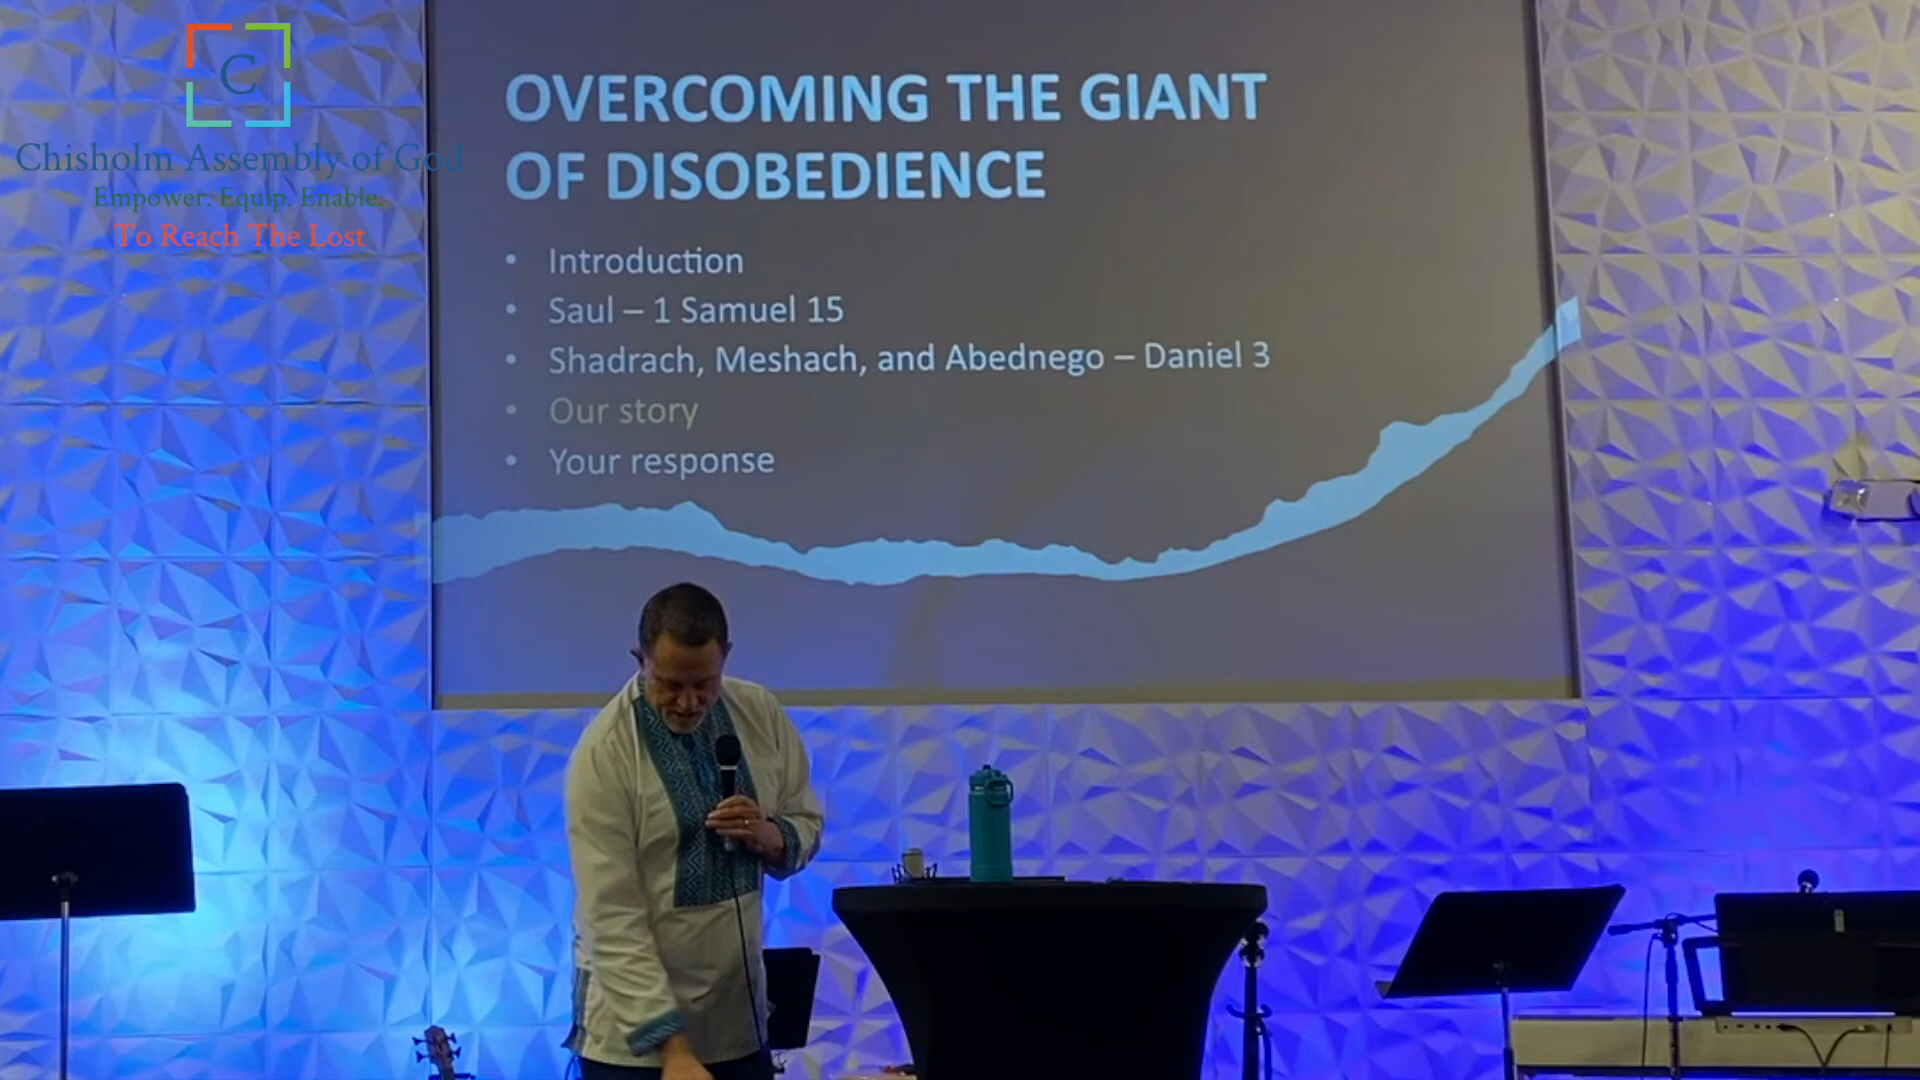 C
Chisholm Assembly of God
Empower. Equip. Enable.
To Reach The Lost
OVERCOMING THE GIANT
OF DISOBEDIENCE
• Introduction
• Saul – 1 Samuel 15
• Shadrach, Meshach, and Abednego – Daniel 3
• Our story
• Your response